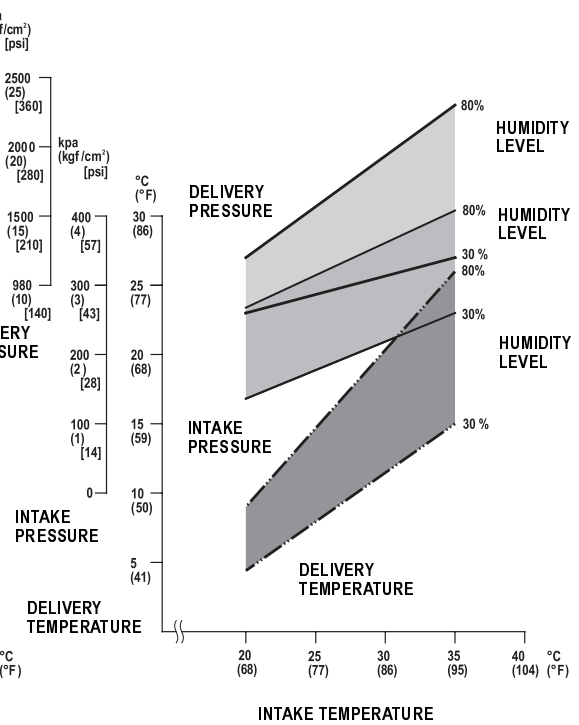 f/cm²)
[psi]
2500
(25)
[360]
2000
(20)
[280]
1500
(15)
[210]
980
(10)
[140]
ERY
SURE
kpa
(kgf/cm²)
[psi]
400
(4)
[57]
300
(3)
[43]
200
(2)
[28]
100
(1)
[14]
0
INTAKE
PRESSURE
°C
(°F)
30
(86)
25
(77)
20
(68)
15
(59)
10
(50)
5
(41)
DELIVERY
TEMPERATURE
DELIVERY
PRESSURE
INTAKE
PRESSURE
DELIVERY
TEMPERATURE
80%
HUMIDITY
LEVEL
80%
HUMIDITY
LEVEL
30 %
80%
30%
HUMIDITY
LEVEL
30 %
°C
(°F)
20
(68)
25
(77)
30
(86)
35
(95)
40
(104)
°C
(°F)
INTAKE TEMPERATURE